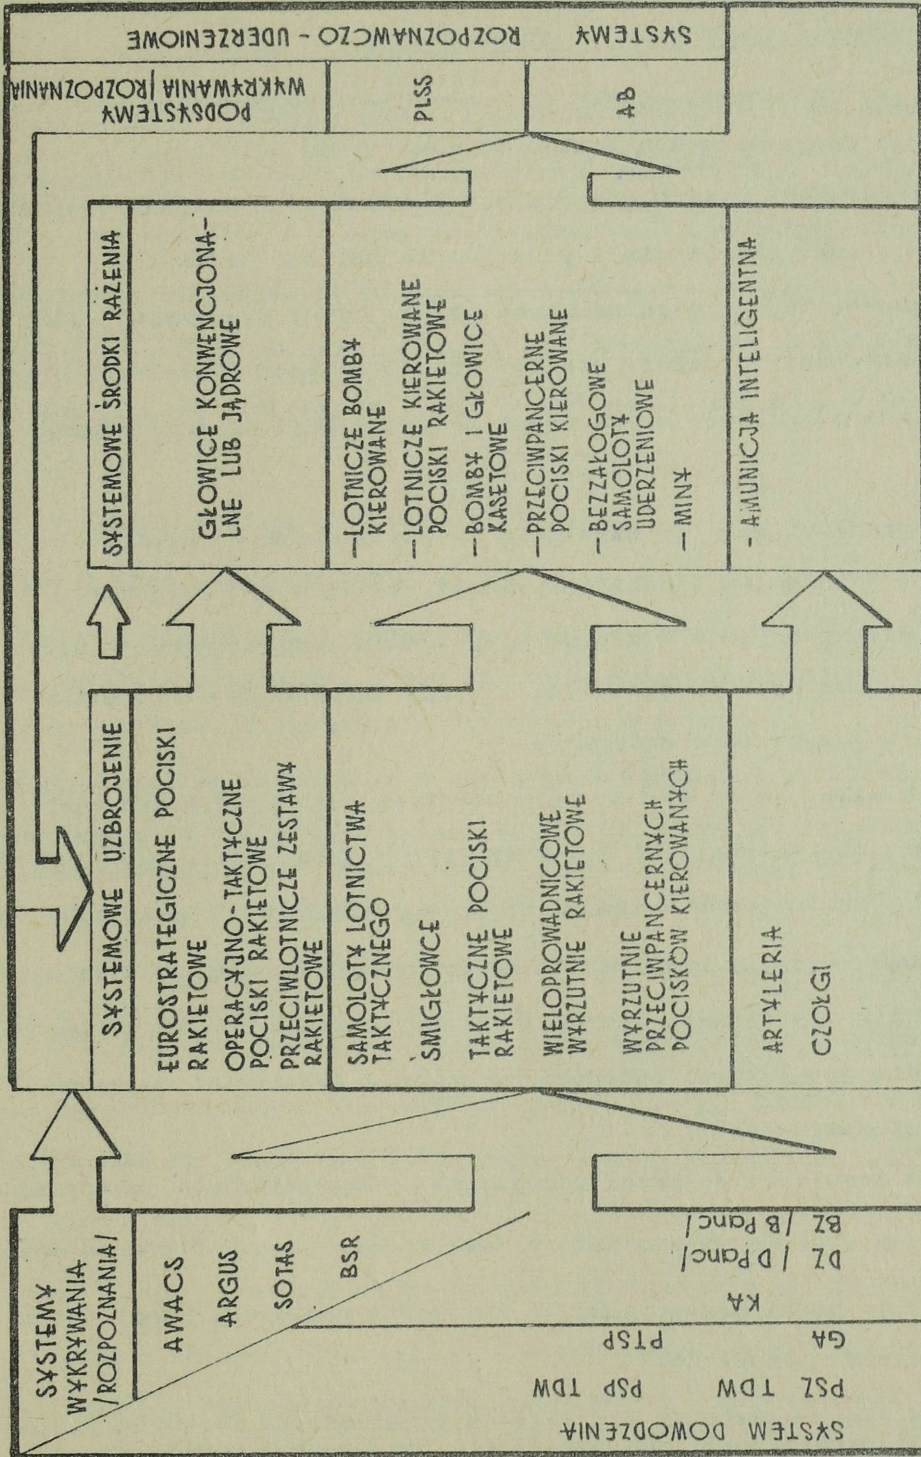 SYSTEMY
WYKRYWANIA
/ROZPOZNANIA/
AWACS
ARGUS
SOTAS
BSR
SYSTEM DOWODZENIA
PSZ TDW PSP TDW
GA PTSP
KA
DZ / D Panc/
BZ / B Panc/
SYSTEMOWE UZBROJENIE
EUROSTRATEGICZNE POCISKI
RAKIETOWE
OPERACYJNO-TAKTYCZNE
POCISKI RAKIETOWE
PRZECIWLOTNICZE ZESTAWY
RAKIETOWE
SAMOLOTY LOTNICTWA
TAKTYCZNEGO
ŚMIGŁOWCE
TAKTYCZNE POCISKI
RAKIETOWE
WIELOPROWADNICOWE
WYRZUTNIE RAKIETOWE
WYRZUTNIE
PRZECIWPANCERNYCH
POCISKÓW KIEROWANYCH
ARTYLERIA
CZOŁGI
SYSTEMOWE ŚRODKI RAŻENIA
GŁOWICE KONWENCJONA-
LNE LUB JĄDROWE
—LOTNICZE BOMBY
KIEROWANE
—LOTNICZE KIEROWANE
POCISKI RAKIETOWE
—BOMBY I GŁOWICE
KASETOWE
—PRZECIWPANCERNE
POCISKI KIEROWANE
—BEZZAŁOGOWE
SAMOLOTY
UDERZENIOWE
—MINY
- AMUNICJA INTELIGENTNA
PODSYSTEMY
WYKRYWANIA /ROZPOZNANIA
PLSS
AB
SYSTEMY ROZPOZNAWCZO - UDERZENIOWE